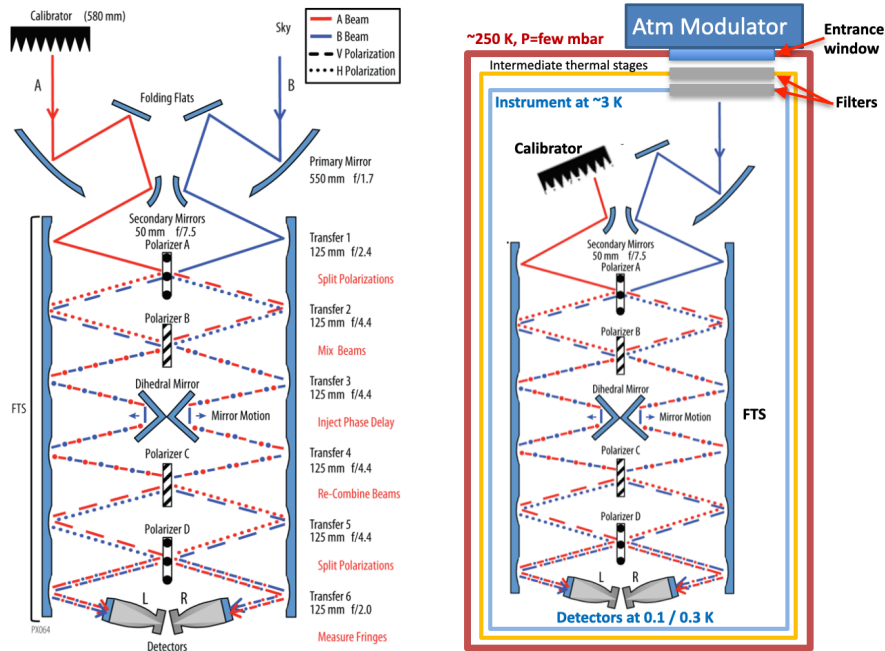 Calibrator (580 mm)
Sky
A Beam
B Beam
V Polarization
H Polarization
A
B
Folding Flats
Primary Mirror
550 mm f/1.7
Secondary Mirrors
50 mm f/7.5
Polarizer A
Transfer 1
125 mm f/2.4
Split Polarizations
Transfer 2
125 mm f/4.4
Polarizer B
Mix Beams
Dihedral Mirror
Transfer 3
125 mm f/4.4
FTS
Mirror Motion
Inject Phase Delay
Polarizer C
Transfer 4
125 mm f/4.4
Re-Combine Beams
Polarizer D
Transfer 5
125 mm f/4.4
Split Polarizations
L
R
Transfer 6
125 mm f/2.0
PX064
Detectors
Measure Fringes
Atm Modulator
~250 K, P=few mbar
Entrance
window
Intermediate thermal stages
Instrument at ~3 K
Filters
Calibrator
Secondary Mirrors
50 mm f/7.5
Polarizer A
Polarizer B
Dihedral Mirror
Mirror Motion
FTS
Polarizer C
Polarizer D
L
R
Detectors at 0.1 / 0.3 K